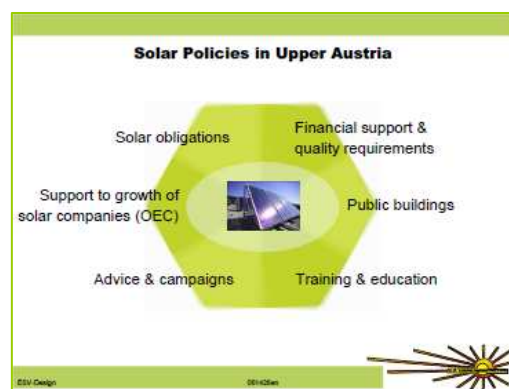 Solar Policies in Upper Austria
Solar obligations
Financial support &
quality requirements
Support to growth of
solar companies (OEC)
Public buildings
Advice & campaigns
Training & education
ESV-Design